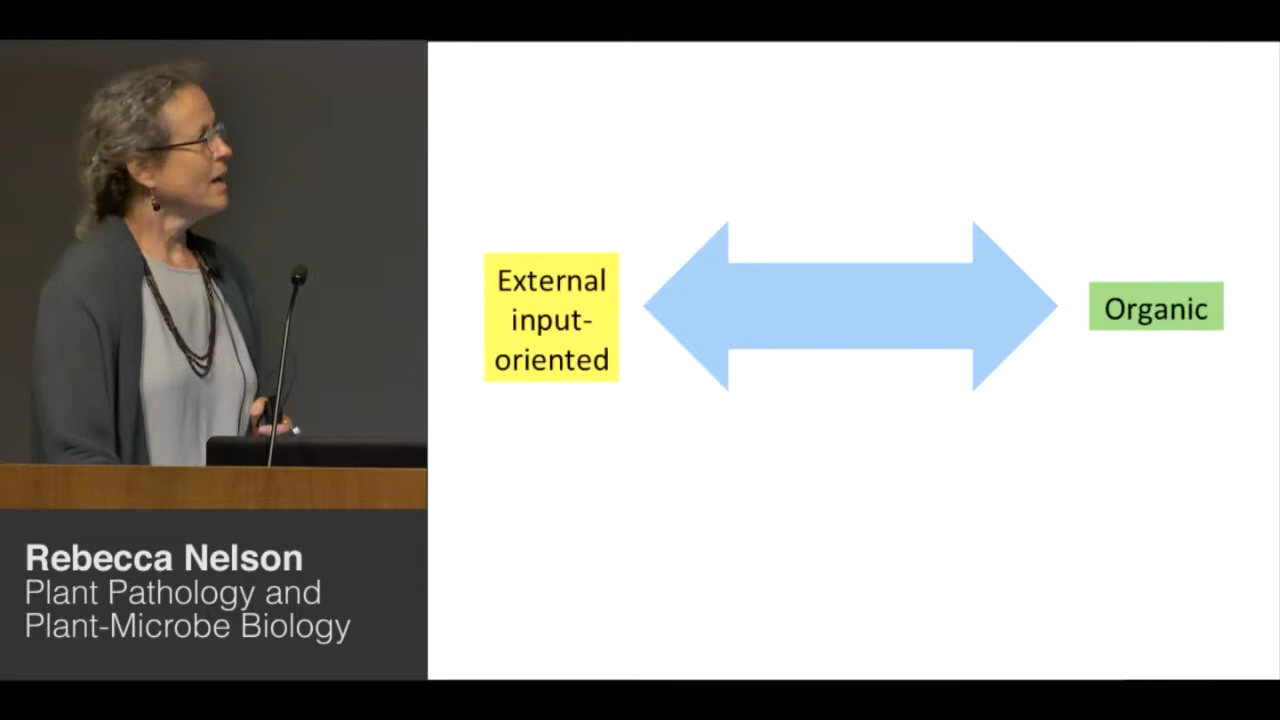 External
input-
oriented
Organic
Rebecca Nelson
Plant Pathology and
Plant-Microbe Biology